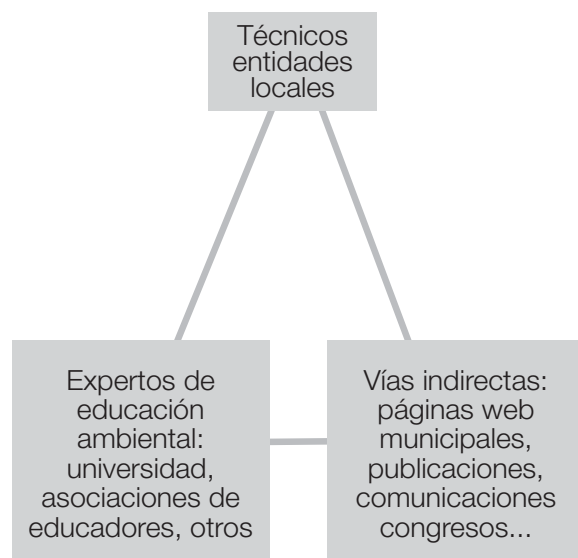 Técnicos
entidades
locales
Expertos de
educación
ambiental:
universidad,
asociaciones de
educadores, otros
Vías indirectas:
páginas web
municipales,
publicaciones,
comunicaciones
congresos...